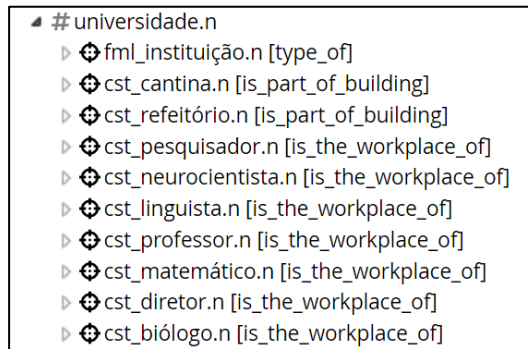 # universidade.n
fml_instituição.n [type_of]
cst_cantina.n [is_part_of_building]
cst_refeitório.n [is_part_of_building]
cst_pesquisador.n [is_the_workplace_of]
cst_neurocientista.n [is_the_workplace_of]
cst_linguista.n [is_the_workplace_of]
cst_professor.n [is_the_workplace_of]
cst_matemático.n [is_the_workplace_of]
cst_diretor.n [is_the_workplace_of]
cst_biólogo.n [is_the_workplace_of]